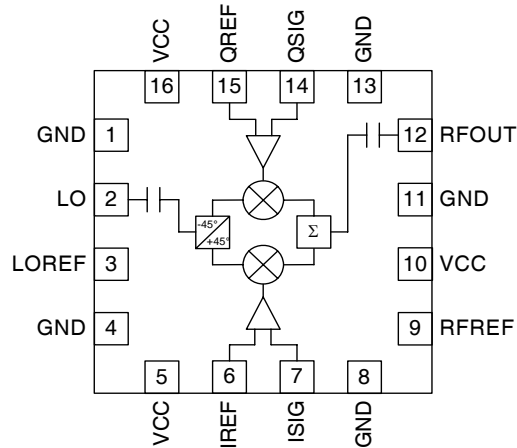 VCC
QREF
QSIG
GND
16
15
14
13
GND 1
12 RFOUT
LO 2
11 GND
-45°
+45°
Σ
LOREF 3
10 VCC
GND 4
9 RFREF
5
6
7
8
VCC
IREF
ISIG
GND